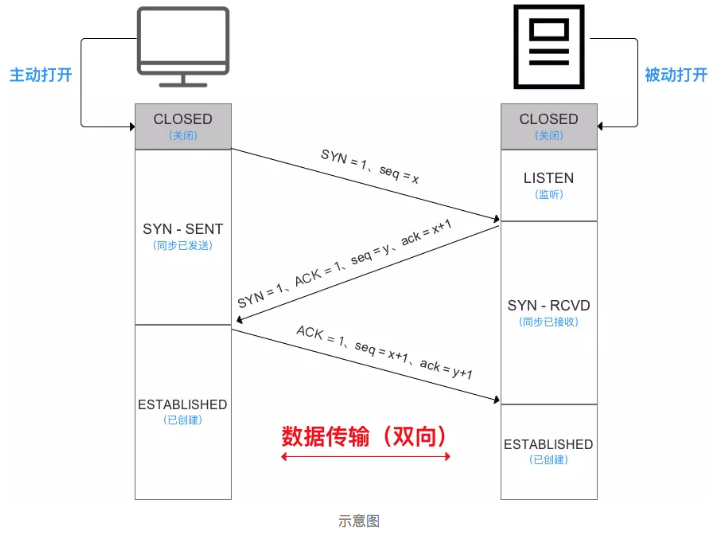 主动打开
被动打开
CLOSED
(关闭)
CLOSED
(关闭)
SYN = 1、seq = x
LISTEN
(监听)
SYN - SENT
(同步已发送)
SYN = 1、ACK = 1、seq = y、ack = x+1
SYN - RCVD
(同步已接收)
ACK = 1、seq = x+1、ack = y+1
ESTABLISHED
(已创建)
数据传输（双向）
ESTABLISHED
(已创建)
示意图